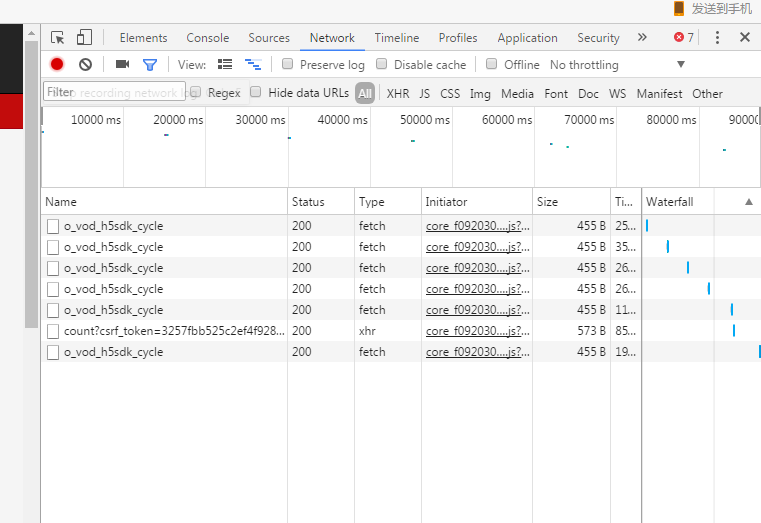 发送到手机
Elements Console Sources Network Timeline Profiles Application Security » 7
View: Preserve log Disable cache Offline No throttling
Filter Regex Hide data URLs All XHR JS CSS Img Media Font Doc WS Manifest Other
10000 ms 20000 ms 30000 ms 40000 ms 50000 ms 60000 ms 70000 ms 80000 ms 90000
Name Status Type Initiator Size Ti... Waterfall
o_vod_h5sdk_cycle 200 fetch core_f092030....js?... 455 B 25...
o_vod_h5sdk_cycle 200 fetch core_f092030....js?... 455 B 35...
o_vod_h5sdk_cycle 200 fetch core_f092030....js?... 455 B 26...
o_vod_h5sdk_cycle 200 fetch core_f092030....js?... 455 B 26...
o_vod_h5sdk_cycle 200 fetch core_f092030....js?... 455 B 11...
count?csrf_token=3257fbb525c2ef4f928... 200 xhr core_f092030....js?... 573 B 85...
o_vod_h5sdk_cycle 200 fetch core_f092030....js?... 455 B 19...